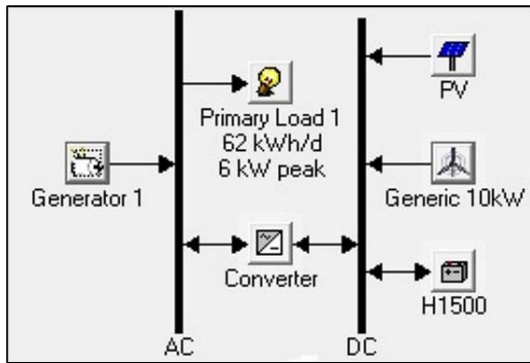 PV
Primary Load 1
62 kWh/d
6 kW peak
Generator 1
Generic 10kW
Converter
H1500
AC
DC